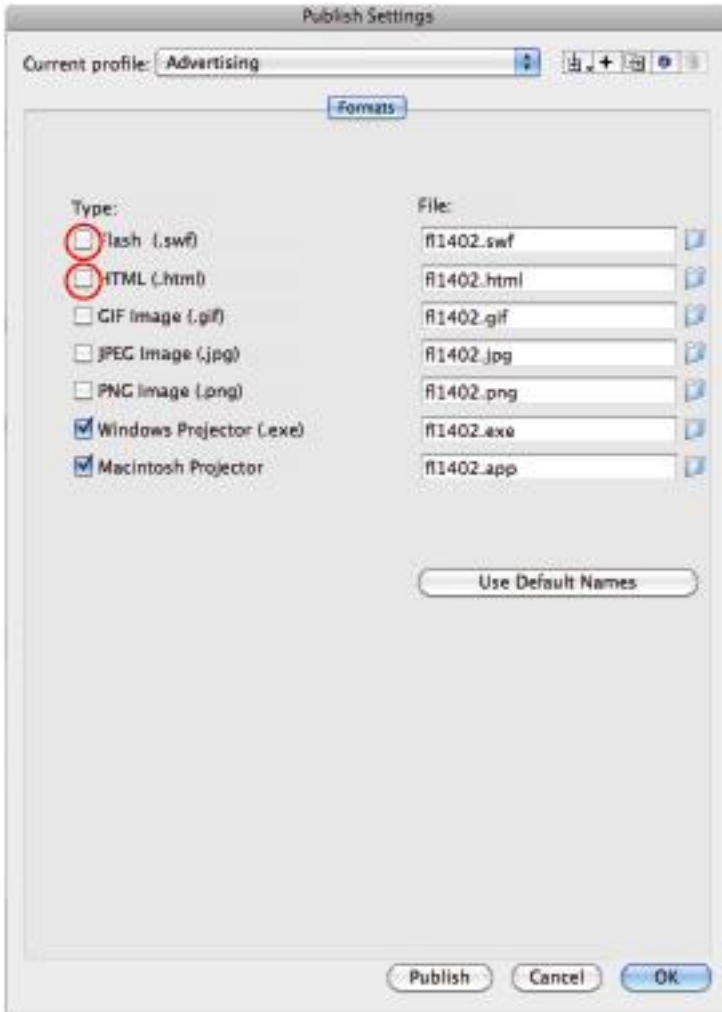 Publish Settings
Current profile: Advertising
Formats
Type: File:
Flash (.swf) fl1402.swf
HTML (.html) fl1402.html
GIF Image (.gif) fl1402.gif
JPEG Image (.jpg) fl1402.jpg
PNG Image (.png) fl1402.png
Windows Projector (.exe) fl1402.exe
Macintosh Projector fl1402.app
Use Default Names
Publish Cancel OK